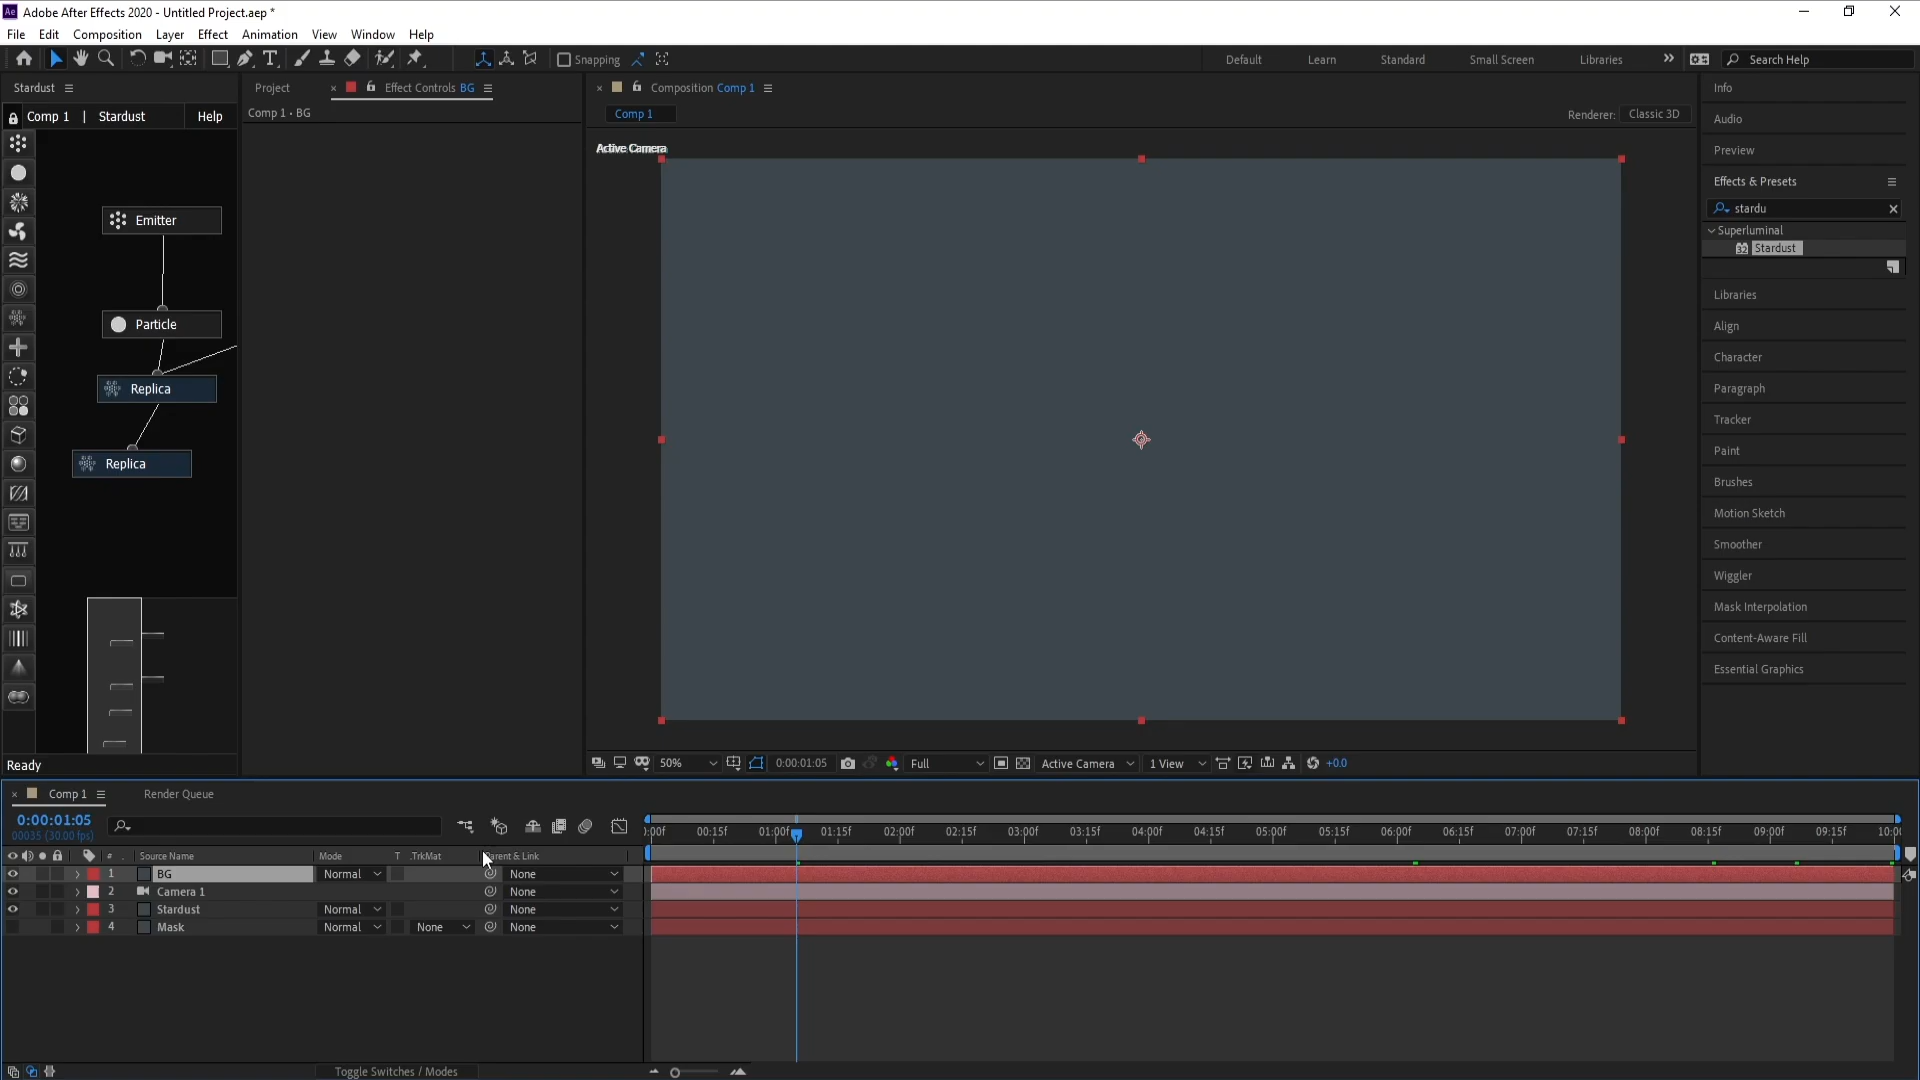 Adobe After Effects 2020 - Untitled Project.aep *
File Edit Composition Layer Effect Animation View Window Help
Snapping
Default Learn Standard Small Screen Libraries Search Help
Stardust
Project Effect Controls BG
Composition Comp 1
Info
Comp 1 | Stardust Help
Comp 1 • BG
Comp 1
Renderer: Classic 3D
Audio
Active Camera
Preview
Effects & Presets
stardu
Superluminal
32 Stardust
Emitter
Particle
Replica
Replica
Libraries
Align
Character
Paragraph
Tracker
Paint
Brushes
Motion Sketch
Smoother
Wiggler
Mask Interpolation
Content-Aware Fill
Essential Graphics
Ready
50% 0:00:01:05 Full Active Camera 1 View +0.0
Comp 1 Render Queue
0:00:01:05
00035 (30.00 fps)
:00f 00:15f 01:00f 01:15f 02:00f 02:15f 03:00f 03:15f 04:00f 04:15f 05:00f 05:15f 06:00f 06:15f 07:00f 07:15f 08:00f 08:15f 09:00f 09:15f 10:0
# Source Name Mode T .TrkMat Parent & Link
1 BG Normal None
2 Camera 1 None
3 Stardust Normal None
4 Mask Normal None None
Toggle Switches / Modes